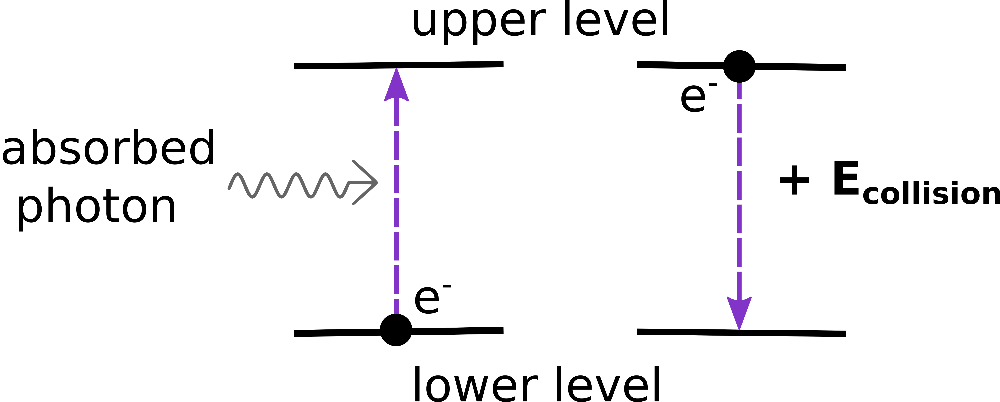 upper level
e-
absorbed
photon
+ Ecollision
e-
lower level